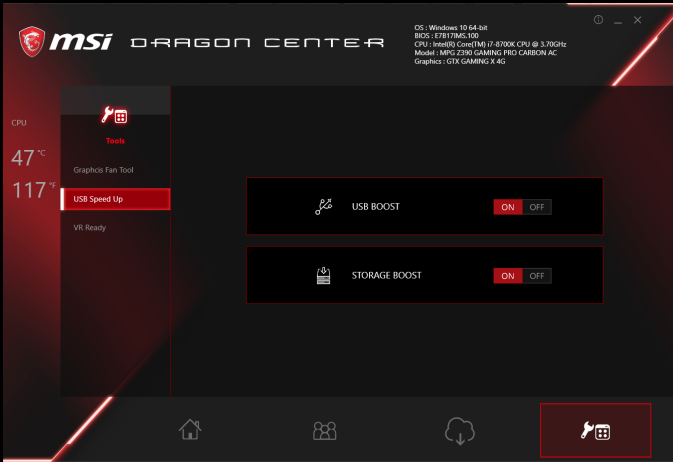 msi DRAGON CENTER
OS : Windows 10 64-bit
BIOS : E7B17IMS.100
CPU : Intel(R) Core(TM) i7-8700K CPU @ 3.70GHz
Model : MPG Z390 GAMING PRO CARBON AC
Graphics : GTX GAMING X 4G
CPU
47 °C
117 °F
Tools
Graphcis Fan Tool
USB Speed Up
VR Ready
USB BOOST ON OFF
STORAGE BOOST ON OFF